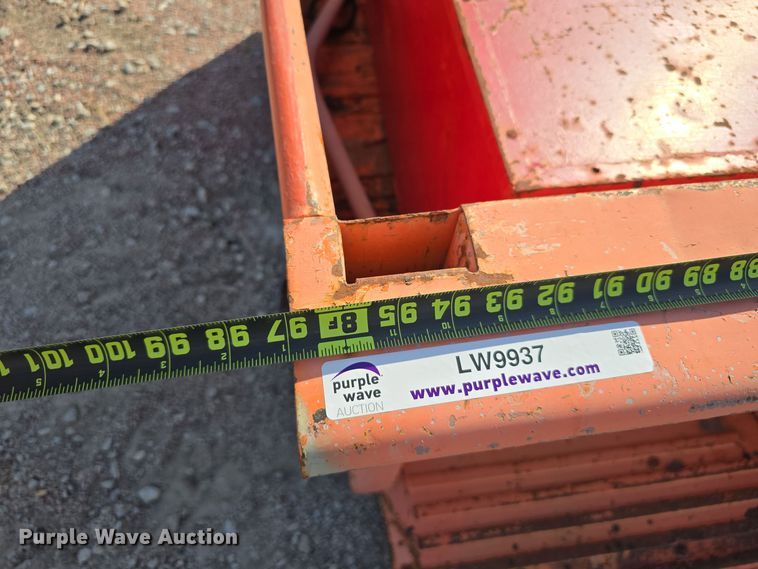 101 101 100 99 98 97 8F 95 94 93 92 91 90 89 88
LW9937
purple
wave
AUCTION
www.purplewave.com
Purple Wave Auction